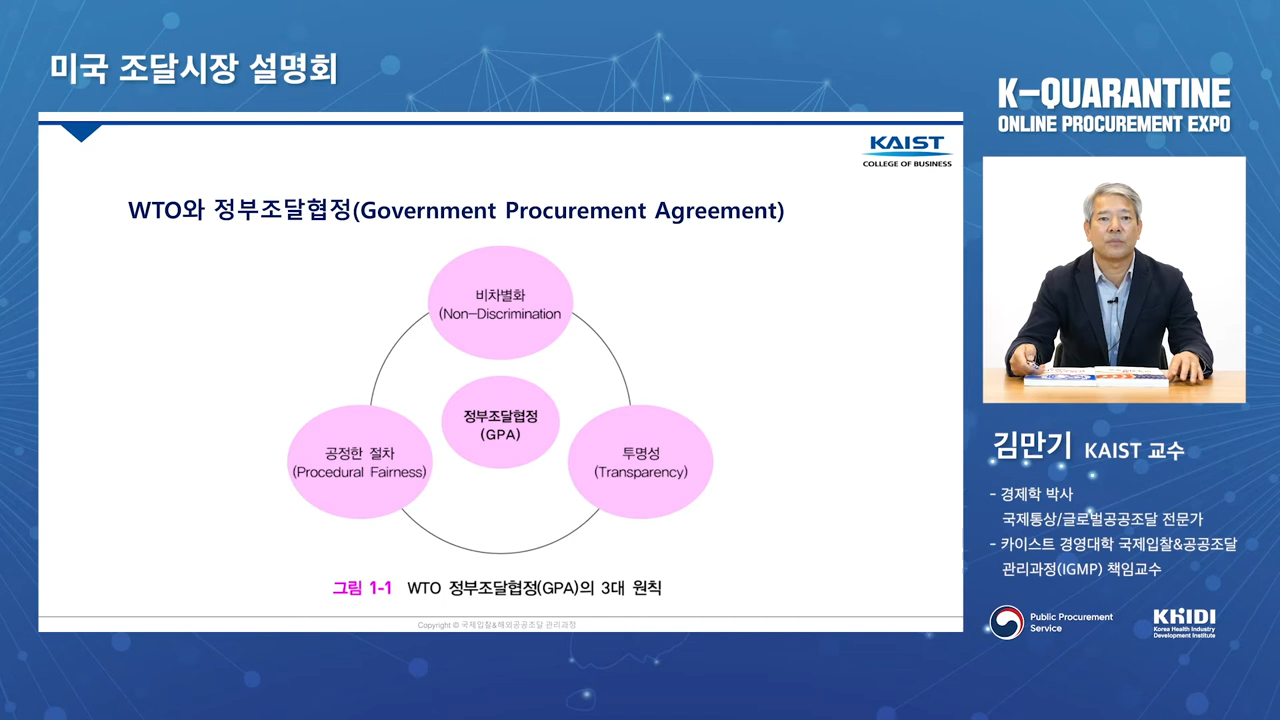 미국 조달시장 설명회
K-QUARANTINE
ONLINE PROCUREMENT EXPO
KAIST
COLLEGE OF BUSINESS
WTO와 정부조달협정(Government Procurement Agreement)
비차별화
(Non-Discrimination
정부조달협정
(GPA)
공정한 절차
(Procedural Fairness)
투명성
(Transparency)
그림 1-1 WTO 정부조달협정(GPA)의 3대 원칙
Copyright © 국제입찰&해외공공조달 관리과정
김만기 KAIST 교수
- 경제학 박사
국제통상/글로벌공공조달 전문가
- 카이스트 경영대학 국제입찰&공공조달
관리과정(IGMP) 책임교수
Public Procurement
Service
KHIDI
Korea Health Industry
Development Institute